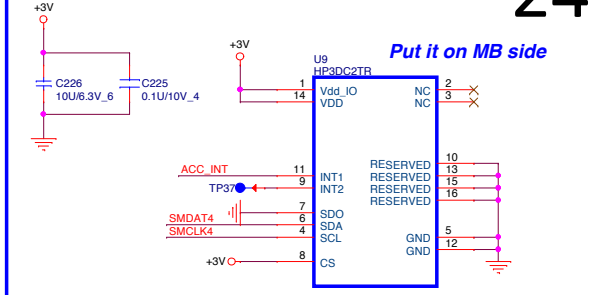 24
+3V
C226
10U/6.3V_6
C225
0.1U/10V_4
+3V
U9
HP3DC2TR
Put it on MB side
1 Vdd_IO NC 2
14 VDD NC 3
ACC_INT 11 INT1 RESERVED 10
TP37 9 INT2 RESERVED 13
RESERVED 15
RESERVED 16
7 SDO
SMDAT4 6 SDA
SMCLK4 4 SCL GND 5
GND 12
+3V 8 CS